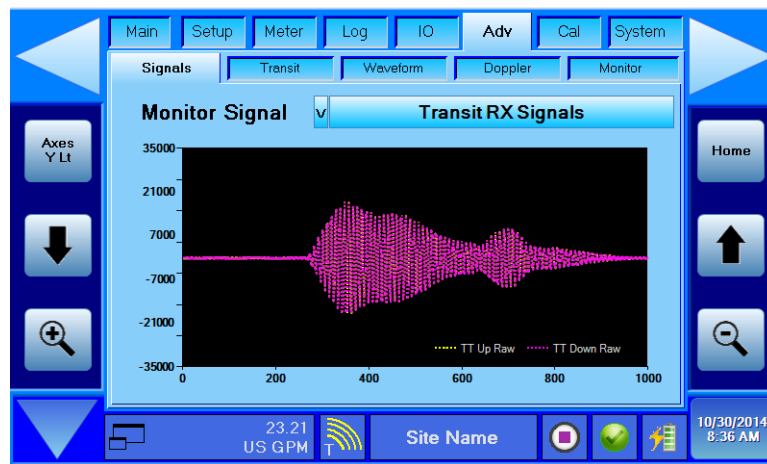 Main Setup Meter Log IO Adv Cal System
Signals Transit Waveform Doppler Monitor
Monitor Signal v Transit RX Signals
Axes
Y Lt
Home
35000
21000
7000
-7000
-21000
-35000
TT Up Raw TT Down Raw
0 200 400 600 800 1000
23.21
US GPM
T
Site Name
10/30/2014
8:36 AM